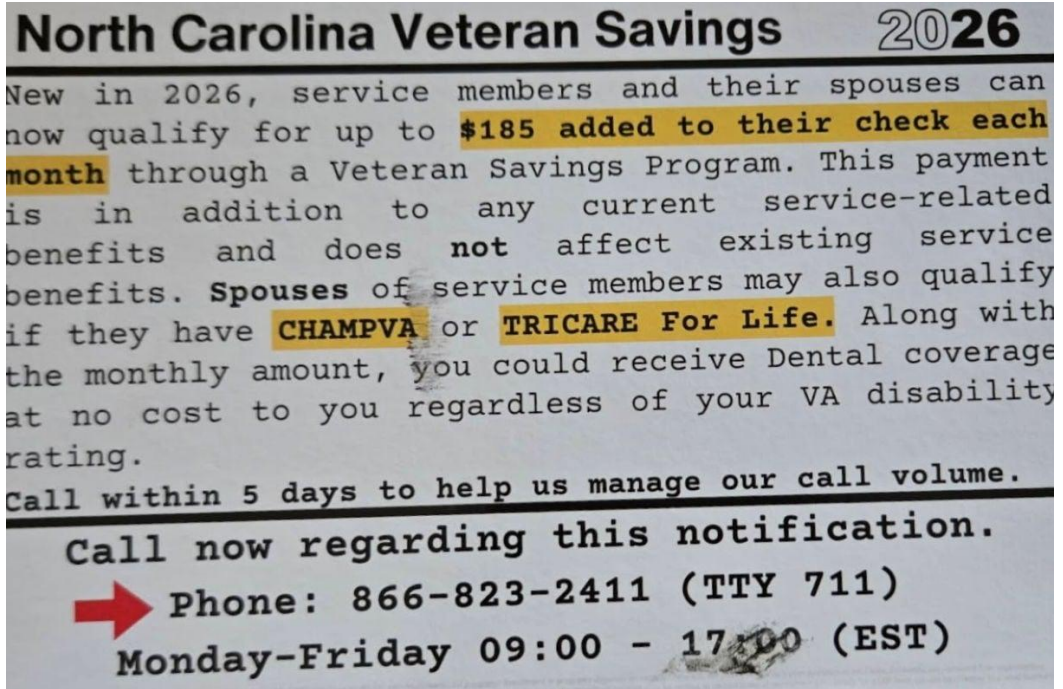 North Carolina Veteran Savings 2026
New in 2026, service members and their spouses can
now qualify for up to $185 added to their check each
month through a Veteran Savings Program. This payment
is in addition to any current service-related
benefits and does not affect existing service
benefits. Spouses of service members may also qualify
if they have CHAMPVA or TRICARE For Life. Along with
the monthly amount, you could receive Dental coverage
at no cost to you regardless of your VA disability
rating.
Call within 5 days to help us manage our call volume.
Call now regarding this notification.
Phone: 866-823-2411 (TTY 711)
Monday-Friday 09:00 - 17:00 (EST)